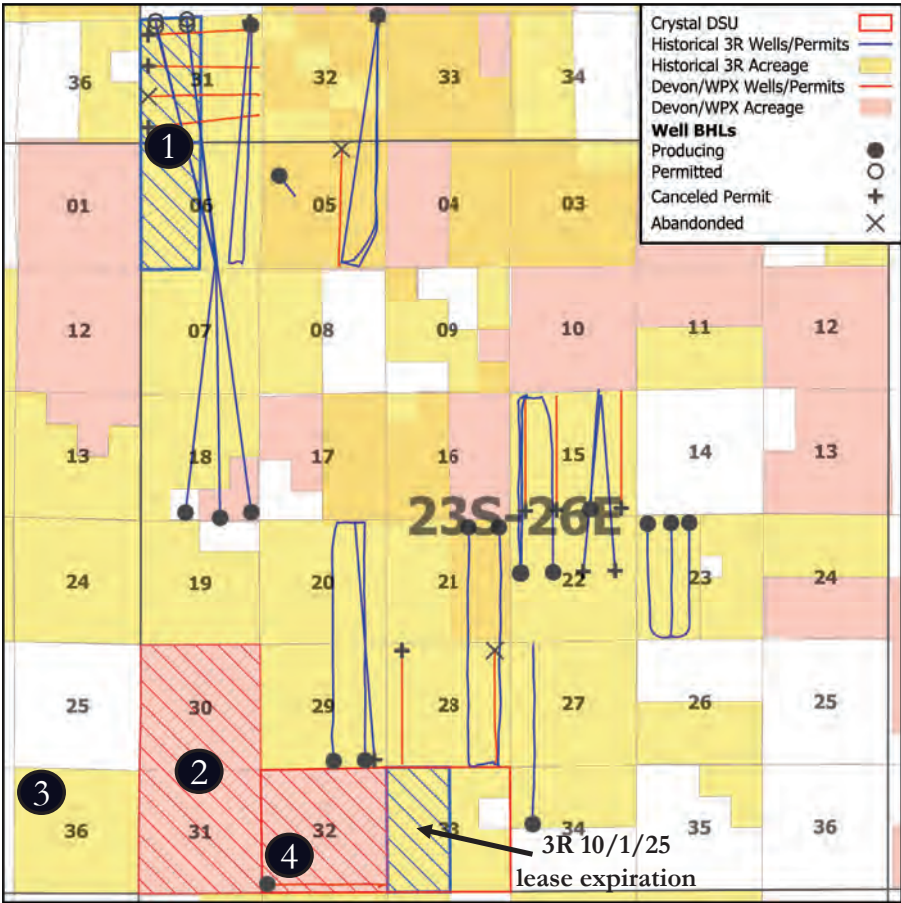 Crystal DSU
Historical 3R Wells/Permits
Historical 3R Acreage
Devon/WPX Wells/Permits
Devon/WPX Acreage
Well BHLs
Producing
Permitted
Canceled Permit
Abandonded
36 31 32 33 34
1
01 06 05 04 03
12 07 08 09 10 11 12
13 18 17 16 15 14 13
23S-26E
24 19 20 21 22 23 24
25 30 29 28 27 26 25
2
3
36 31 32 33 34 35 36
4
3R 10/1/25
lease expiration